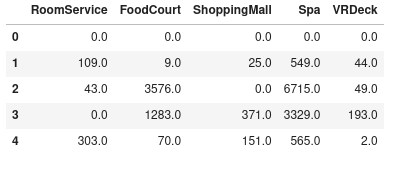 RoomService FoodCourt ShoppingMall Spa VRDeck
0 0.0 0.0 0.0 0.0 0.0
1 109.0 9.0 25.0 549.0 44.0
2 43.0 3576.0 0.0 6715.0 49.0
3 0.0 1283.0 371.0 3329.0 193.0
4 303.0 70.0 151.0 565.0 2.0